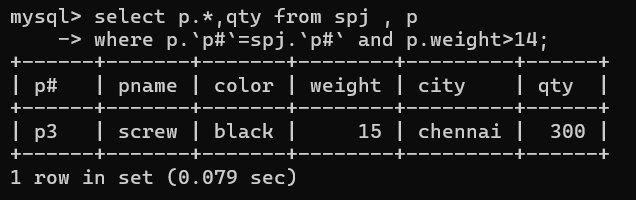 mysql> select p.*,qty from spj , p
    -> where p.`p#`=spj.`p#` and p.weight>14;
+------+-------+-------+--------+---------+------+
| p#   | pname | color | weight | city    | qty  |
+------+-------+-------+--------+---------+------+
| p3   | screw | black |     15 | chennai |  300 |
+------+-------+-------+--------+---------+------+
1 row in set (0.079 sec)